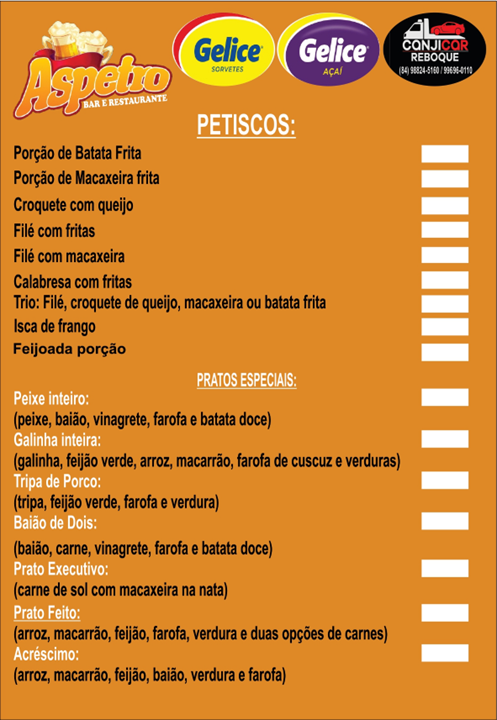 Aspetro
BAR E RESTAURANTE
Gelice
SORVETES
Gelice
AÇAÍ
CANJICAR
REBOQUE
(84) 98824-5160 / 99696-0110
PETISCOS:
Porção de Batata Frita
Porção de Macaxeira frita
Croquete com queijo
Filé com fritas
Filé com macaxeira
Calabresa com fritas
Trio: Filé, croquete de queijo, macaxeira ou batata frita
Isca de frango
Feijoada porção
PRATOS ESPECIAIS:
Peixe inteiro:
(peixe, baião, vinagrete, farofa e batata doce)
Galinha inteira:
(galinha, feijão verde, arroz, macarrão, farofa de cuscuz e verduras)
Tripa de Porco:
(tripa, feijão verde, farofa e verdura)
Baião de Dois:
(baião, carne, vinagrete, farofa e batata doce)
Prato Executivo:
(carne de sol com macaxeira na nata)
Prato Feito:
(arroz, macarrão, feijão, farofa, verdura e duas opções de carnes)
Acréscimo:
(arroz, macarrão, feijão, baião, verdura e farofa)